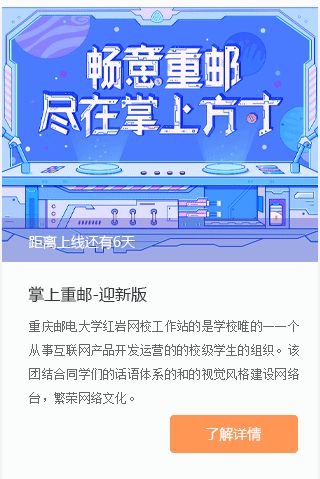 畅意重邮
尽在掌上方寸
距离上线还有6天
掌上重邮-迎新版
重庆邮电大学红岩网校工作站的是学校唯的一一个
从事互联网产品开发运营的的校级学生的组织。该
团结合同学们的话语体系的和的视觉风格建设网络
台，繁荣网络文化。
了解详情